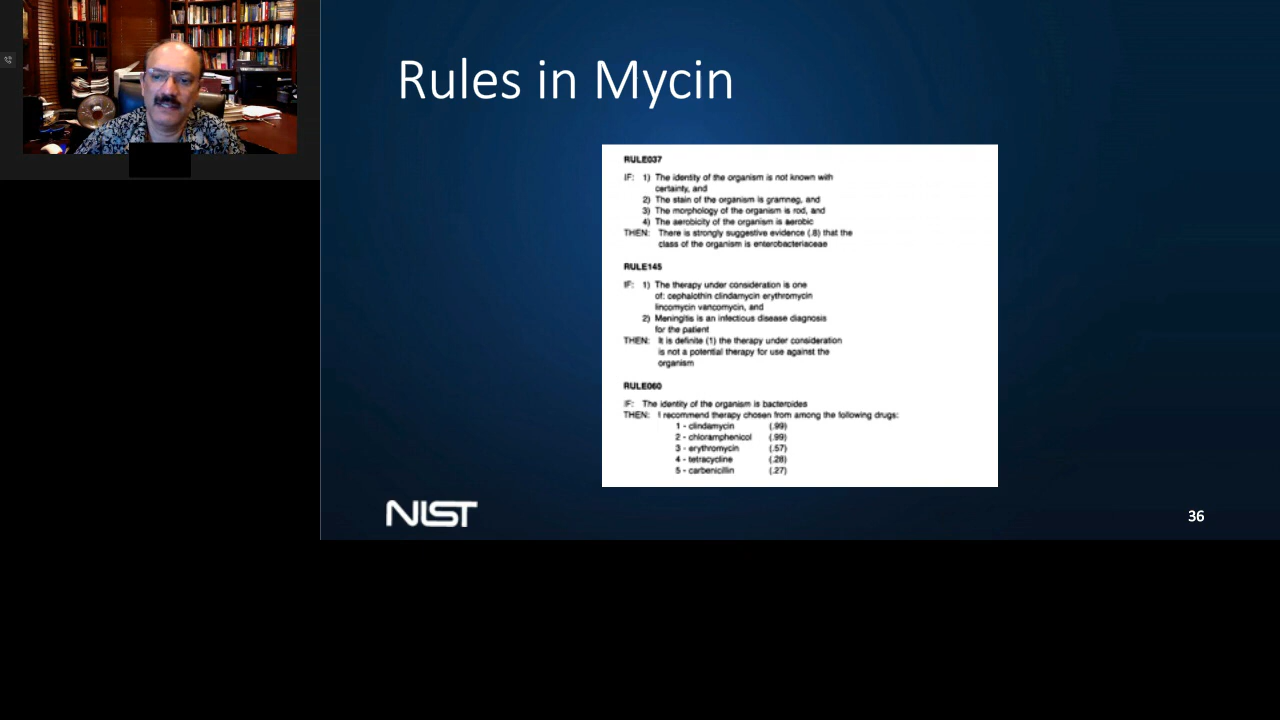 Rules in Mycin
RULE037
IF: 1) The identity of the organism is not known with
certainty, and
2) The stain of the organism is gramneg, and
3) The morphology of the organism is rod, and
4) The aerobicity of the organism is aerobic
THEN: There is strongly suggestive evidence (.8) that the
class of the organism is enterobacteriaceae
RULE145
IF: 1) The therapy under consideration is one
of: cephalothin clindamycin erythromycin
lincomycin vancomycin, and
2) Meningitis is an infectious disease diagnosis
for the patient
THEN: It is definite (1) the therapy under consideration
is not a potential therapy for use against the
organism
RULE060
IF: The identity of the organism is bacteroides
THEN: I recommend therapy chosen from among the following drugs:
1 - clindamycin (.99)
2 - chloramphenicol (.99)
3 - erythromycin (.57)
4 - tetracycline (.28)
5 - carbenicillin (.27)
NIST
36